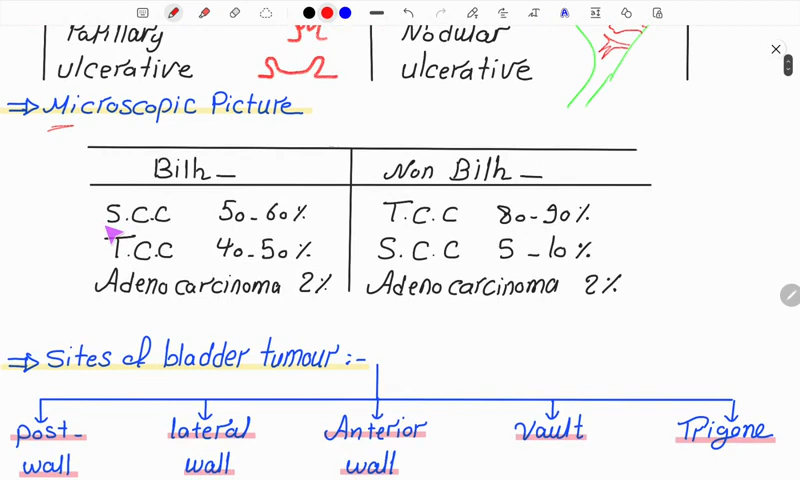 Papillary
Nodular
ulcerative
ulcerative
⇒ Microscopic Picture
Bilh_
Non Bilh_
S.C.C 50-60%
T.C.C 80-90%
T.C.C 40-50%
S.C.C 5-10%
Adenocarcinoma 2%
Adenocarcinoma 2%
⇒ Sites of bladder tumour :-
post-
wall
lateral
wall
Anterior
wall
Vault
Trigone